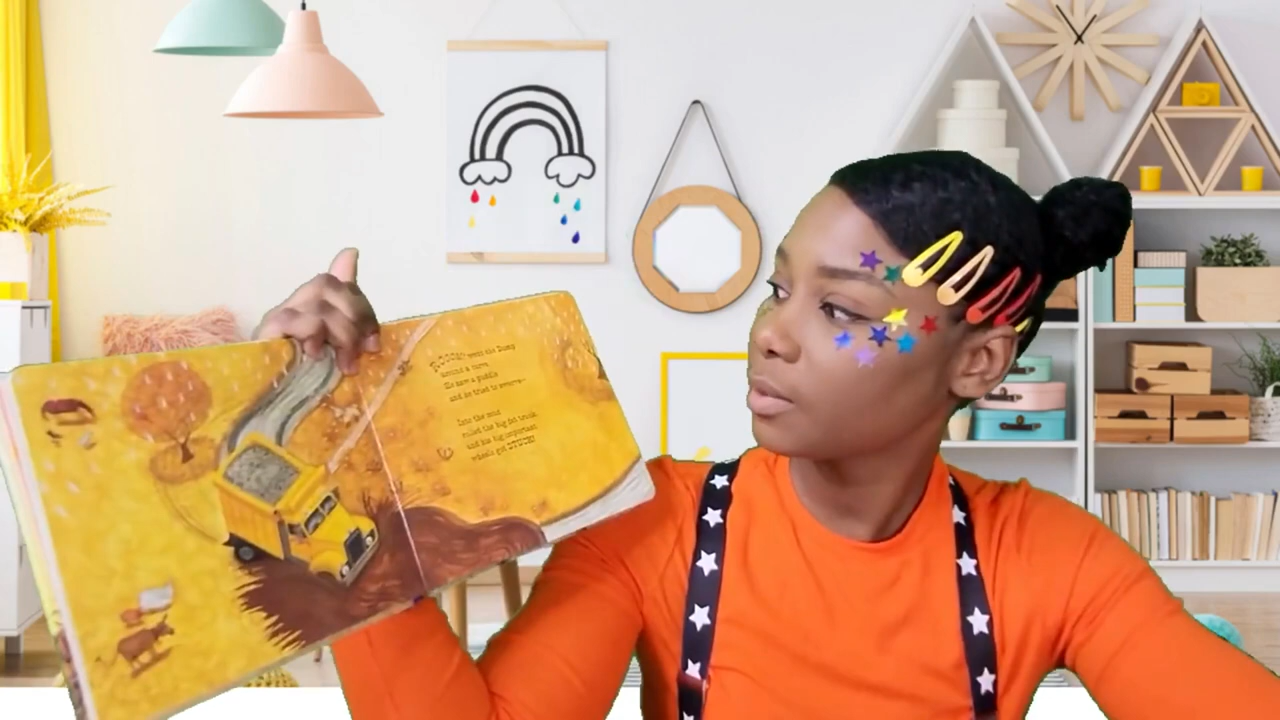 meets the Dump
around a curve.
He saw a puddle
and he tried to swerve—
Into the mud
rolled the big fat truck,
and his big important
wheels got STUCK!